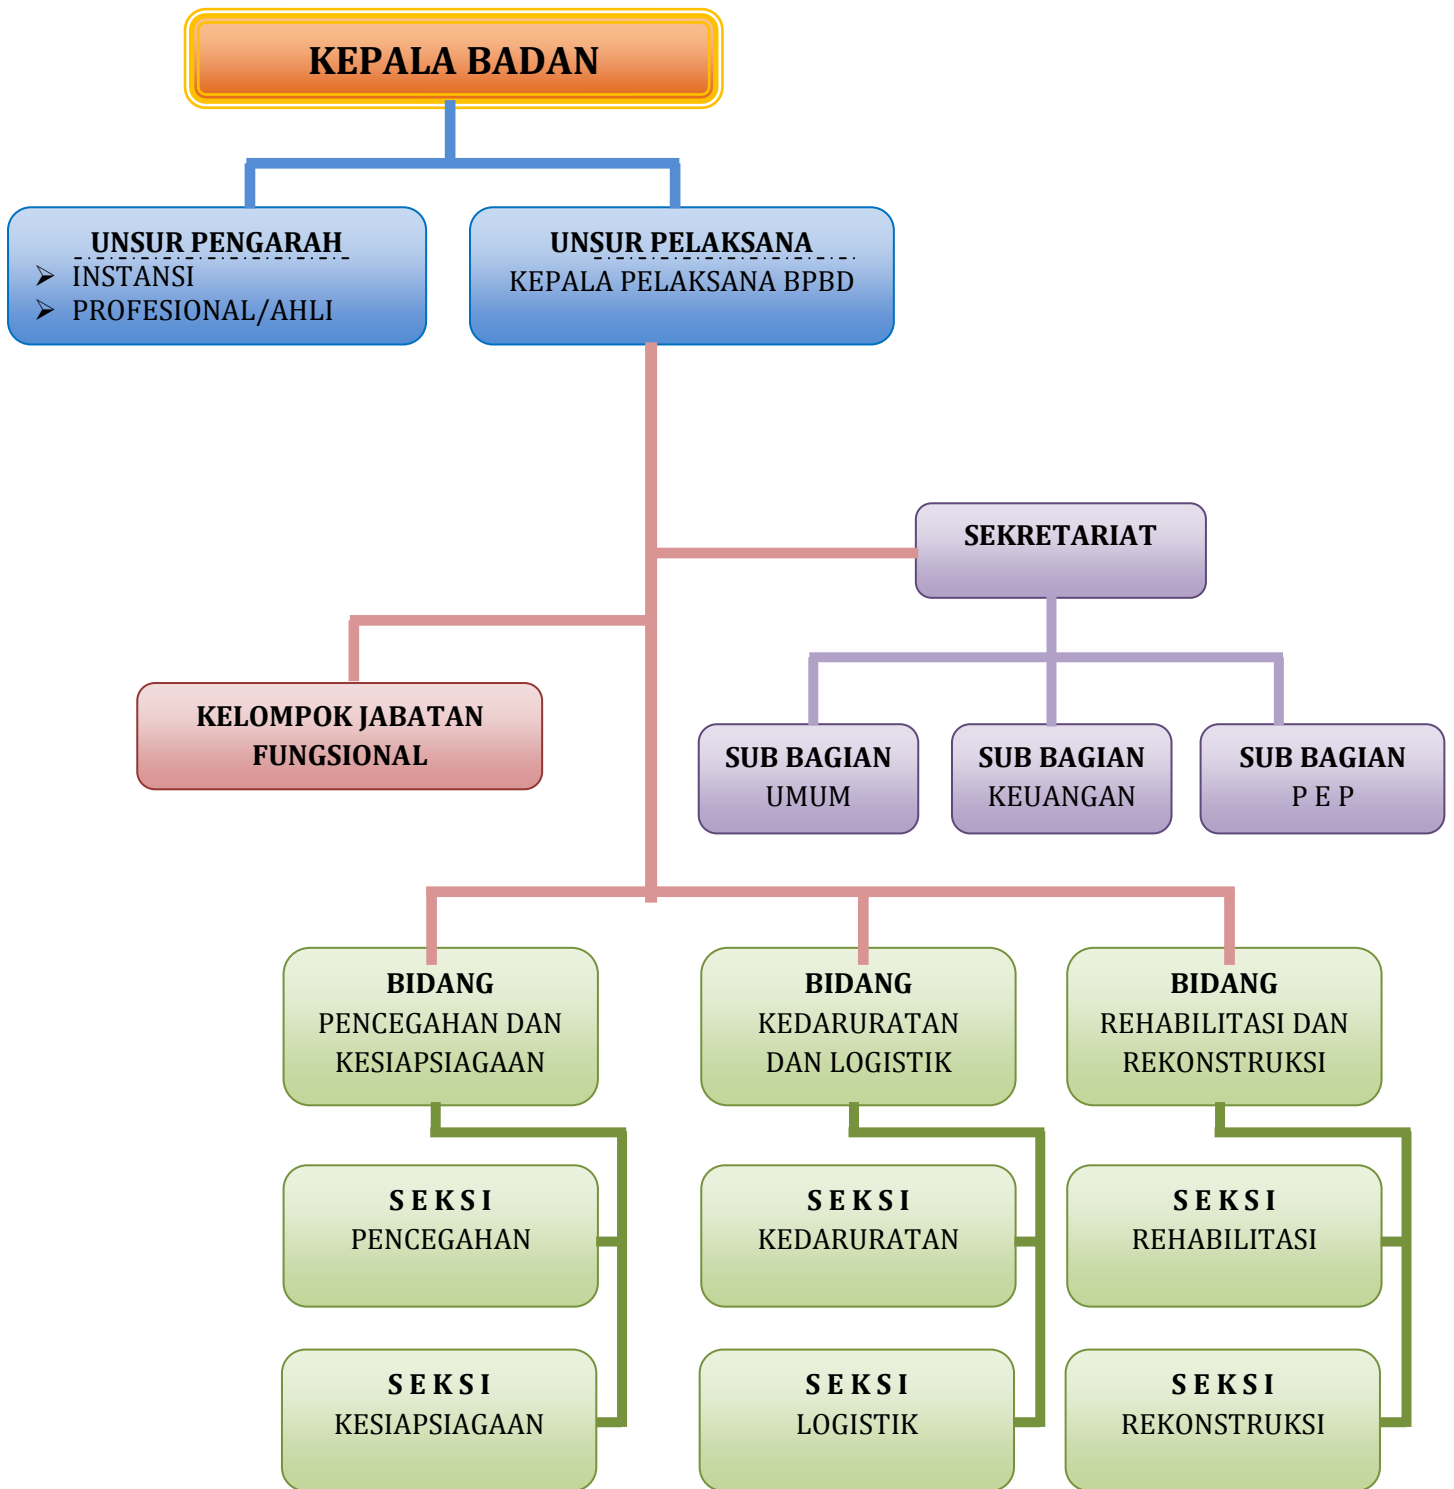 KEPALA BADAN
UNSUR PENGARAH
➢ INSTANSI
➢ PROFESIONAL/AHLI
UNSUR PELAKSANA
KEPALA PELAKSANA BPBD
SEKRETARIAT
KELOMPOK JABATAN
FUNGSIONAL
SUB BAGIAN
UMUM
SUB BAGIAN
KEUANGAN
SUB BAGIAN
P E P
BIDANG
PENCEGAHAN DAN
KESIAPSIAGAAN
BIDANG
KEDARURATAN
DAN LOGISTIK
BIDANG
REHABILITASI DAN
REKONSTRUKSI
S E K S I
PENCEGAHAN
S E K S I
KEDARURATAN
S E K S I
REHABILITASI
S E K S I
KESIAPSIAGAAN
S E K S I
LOGISTIK
S E K S I
REKONSTRUKSI